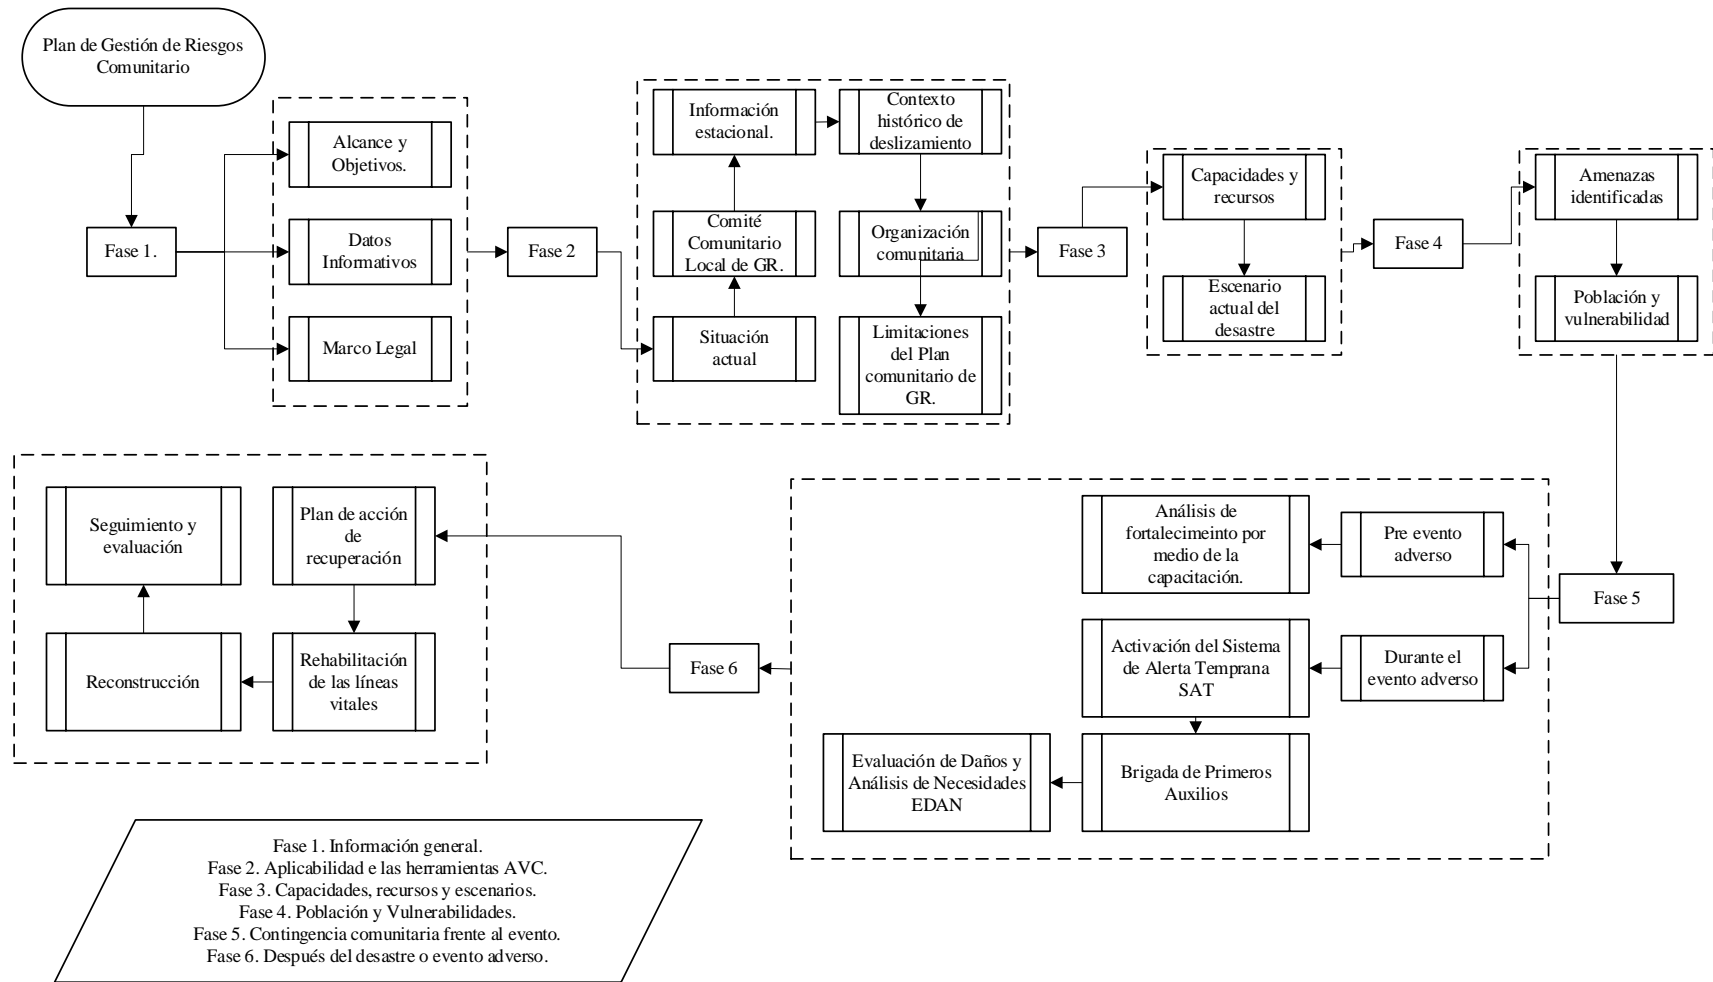 Plan de Gestión de Riesgos
Comunitario
Fase 1.
Alcance y
Objetivos.
Datos
Informativos
Marco Legal
Fase 2
Situación
actual
Comité
Comunitario
Local de GR.
Información
estacional.
Contexto
histórico de
deslizamiento
Organización
comunitaria
Limitaciones
del Plan
comunitario de
GR.
Fase 3
Capacidades y
recursos
Escenario
actual del
desastre
Fase 4
Amenazas
identificadas
Población y
vulnerabilidad
Fase 5
Pre evento
adverso
Análisis de
fortalecimeinto por
medio de la
capacitación.
Durante el
evento adverso
Activación del Sistema
de Alerta Temprana
SAT
Brigada de Primeros
Auxilios
Evaluación de Daños y
Análisis de Necesidades
EDAN
Fase 6
Plan de acción
de
recuperación
Rehabilitación
de las líneas
vitales
Reconstrucción
Seguimiento y
evaluación
Fase 1. Información general.
Fase 2. Aplicabilidad e las herramientas AVC.
Fase 3. Capacidades, recursos y escenarios.
Fase 4. Población y Vulnerabilidades.
Fase 5. Contingencia comunitaria frente al evento.
Fase 6. Después del desastre o evento adverso.